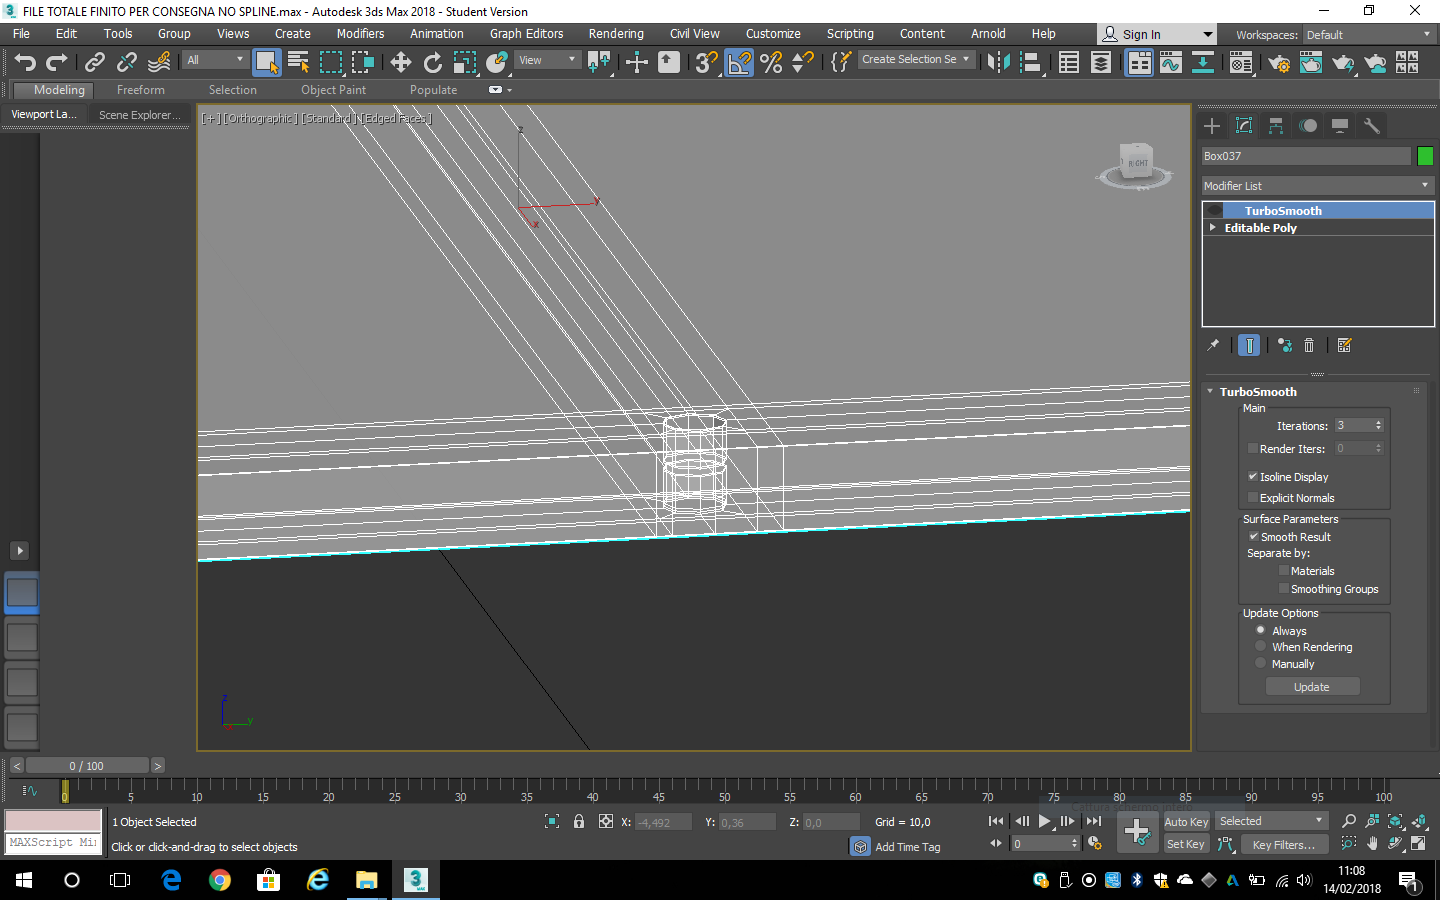 FILE TOTALE FINITO PER CONSEGNA NO SPLINE.max - Autodesk 3ds Max 2018 - Student Version
File Edit Tools Group Views Create Modifiers Animation Graph Editors Rendering Civil View Customize Scripting Content Arnold Help Sign In Workspaces: Default
All View Create Selection Se
Modeling Freeform Selection Object Paint Populate
Viewport La... Scene Explorer...
[+] [Orthographic] [Standard] [Edged Faces]
z
y
x
RIGHT
Box037
Modifier List
TurboSmooth
Editable Poly
TurboSmooth
Main
Iterations: 3
Render Iters: 0
Isoline Display
Explicit Normals
Surface Parameters
Smooth Result
Separate by:
Materials
Smoothing Groups
Update Options
Always
When Rendering
Manually
Update
z
y
< 0 / 100 >
0 5 10 15 20 25 30 35 40 45 50 55 60 65 70 75 80 85 90 95 100
Cattura schermo intero
1 Object Selected X: -4,492 Y: 0,36 Z: 0,0 Grid = 10,0 Auto Key Selected
MAXScript Mi
Click or click-and-drag to select objects Add Time Tag 0 Set Key Key Filters...
11:08
14/02/2018
1